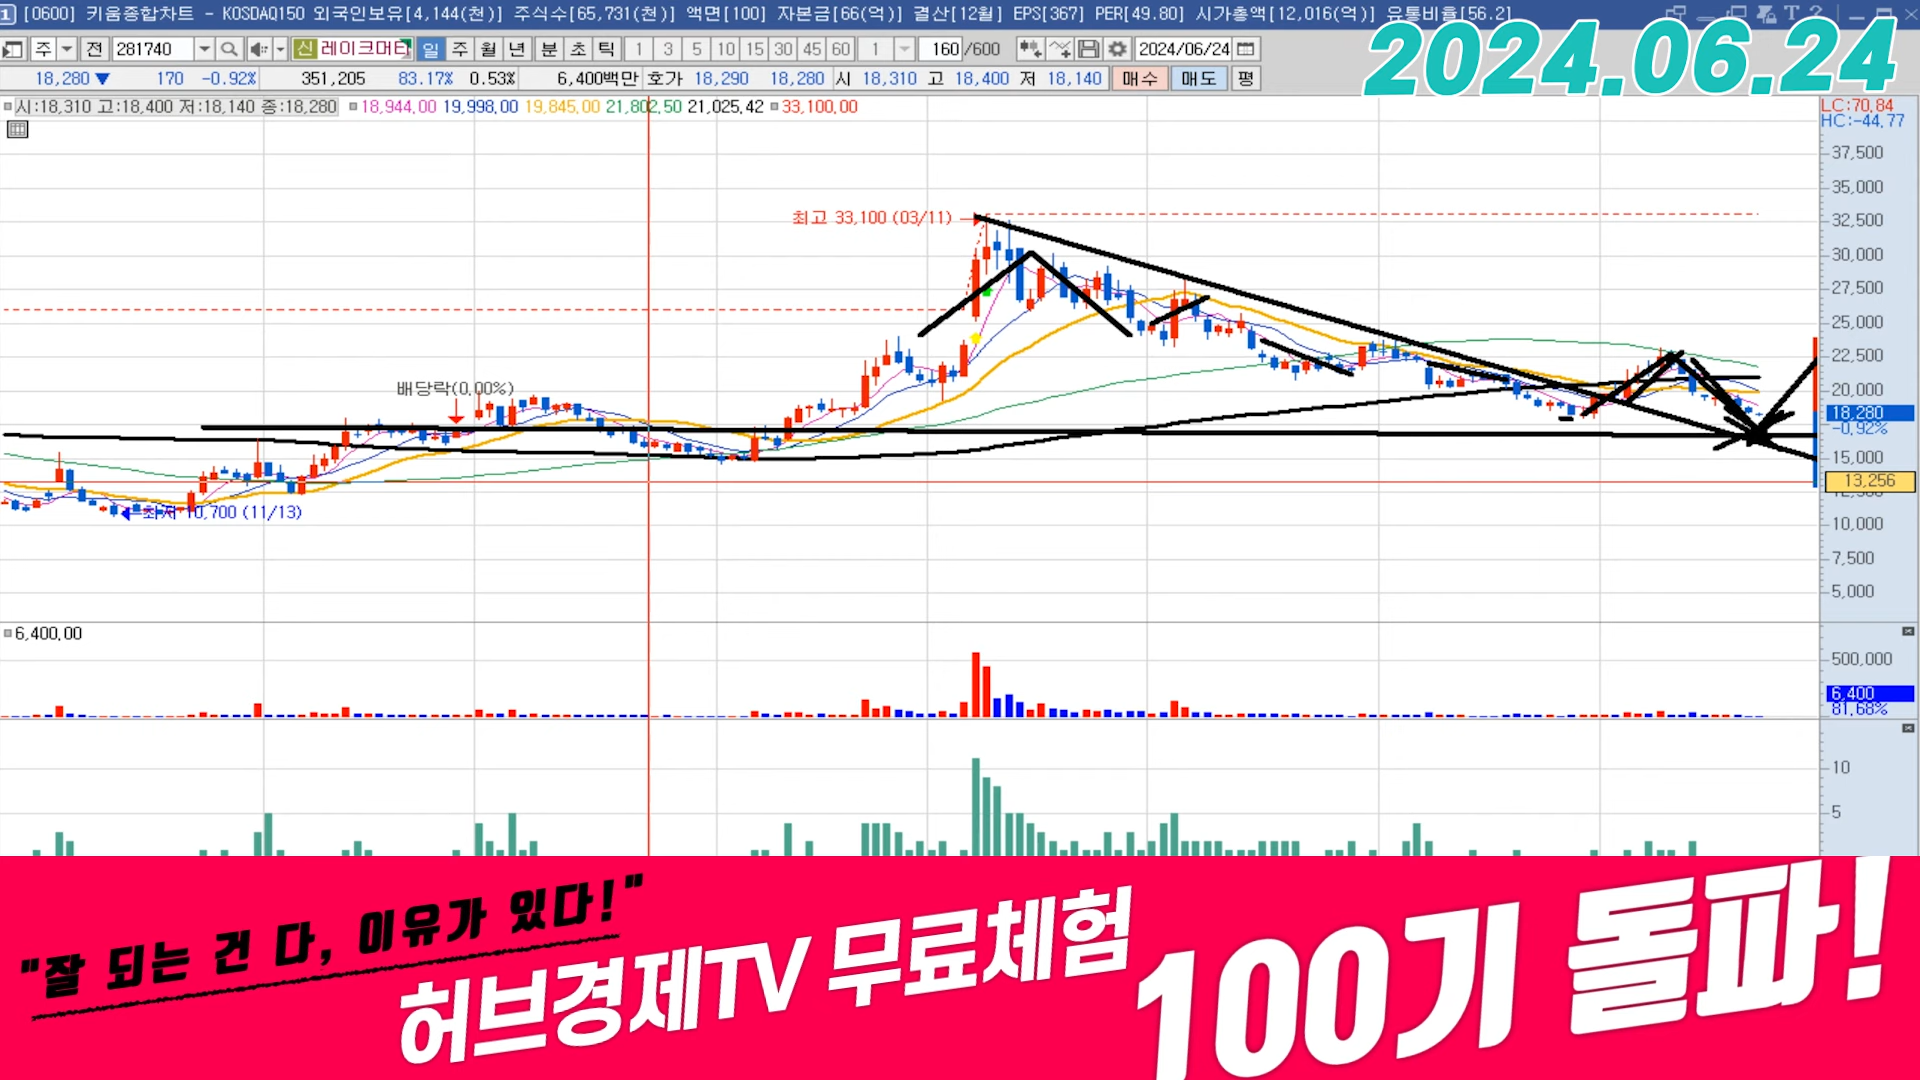 1 [0600] 키움종합차트 - KOSDAQ150 외국인보유[4,144(천)] 주식수[65,731(천)] 액면[100] 자본금[66(억)] 결산[12월] EPS[367] PER[49.80] 시가총액[12,016(억)] 유통비율[56.2]
2024.06.24
주 전 281740 신 레이크머티 일 주 월 년 분 초 틱 1 3 5 10 15 30 45 60 1 160 /600 2024/06/24
18,280 ▼ 170 -0.92% 351,205 83.17% 0.53% 6,400백만 호가 18,290 18,280 시 18,310 고 18,400 저 18,140 매수 매도 평
시:18,310 고:18,400 저:18,140 종:18,280 18,944.00 19,998.00 19,845.00 21,802.50 21,025.42 33,100.00
LC:70.84
HC:-44.77
37,500
35,000
최고 33,100 (03/11)
32,500
30,000
27,500
25,000
22,500
배당락(0.00%)
20,000
18,280
-0.92%
15,000
13,256
최저 10,700 (11/13)
10,000
7,500
5,000
6,400.00
500,000
6,400
81.68%
10
5
"잘 되는 건 다, 이유가 있다!"
허브경제TV 무료체험
100기 돌파!